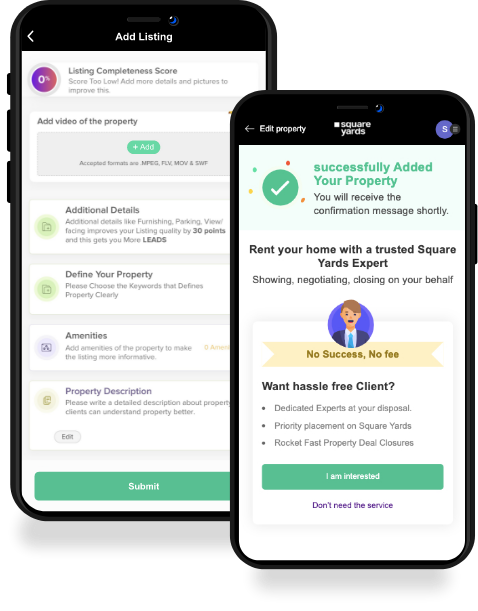 Add Listing
0%
Listing Completeness Score
Score Too Low! Add more details and pictures to
improve this.
Add video of the property
+ Add
Accepted formats are .MPEG, FLV, MOV & SWF
Additional Details
Additional details like Furnishing, Parking, View/
facing improves your Listing quality by 30 points
and this gets you More LEADS
Define Your Property
Please Choose the Keywords that Defines
Property Clearly
Amenities
Add amenities of the property to make
the listing more informative.
0
Property Description
Please write a detailed description about property
clients can understand property better.
Edit
Submit
Edit property
square
yards
S
successfully Added
Your Property
You will receive the
confirmation message shortly.
Rent your home with a trusted Square
Yards Expert
Showing, negotiating, closing on your behalf
No Success, No fee
Want hassle free Client?
• Dedicated Experts at your disposal.
• Priority placement on Square Yards
• Rocket Fast Property Deal Closures
I am interested
Don't need the service